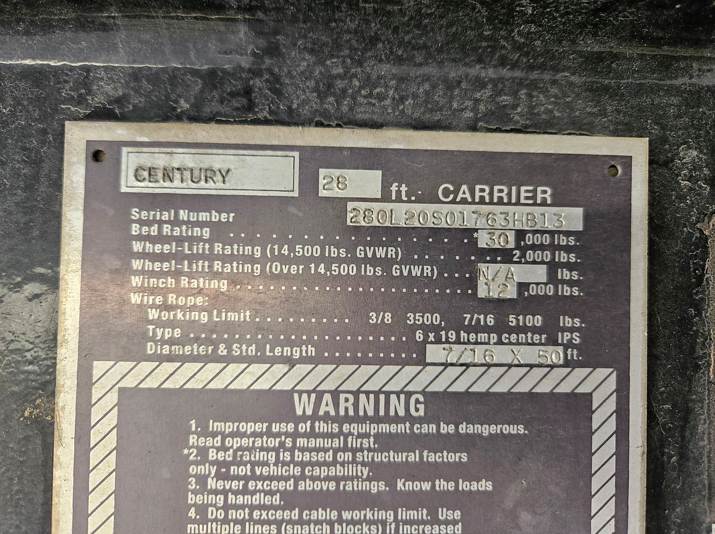 CENTURY 28 ft. CARRIER
Serial Number 280L20S01763HB13
Bed Rating . . . . . . . . . . . . . . . . . . . . . . . . *30 ,000 lbs.
Wheel-Lift Rating (14,500 lbs. GVWR) . . . . . . . 2,000 lbs.
Wheel-Lift Rating (Over 14,500 lbs. GVWR) . . . N/A lbs.
Winch Rating . . . . . . . . . . . . . . . . . . . . . . . . 12 ,000 lbs.
Wire Rope:
Working Limit . . . . . . . . . 3/8 3500, 7/16 5100 lbs.
Type . . . . . . . . . . . . . . . . . . . . 6 x 19 hemp center IPS
Diameter & Std. Length . . . . . . . . . 7/16 X 50 ft.
WARNING
1. Improper use of this equipment can be dangerous.
Read operator's manual first.
*2. Bed rating is based on structural factors
only - not vehicle capability.
3. Never exceed above ratings. Know the loads
being handled.
4. Do not exceed cable working limit. Use
multiple lines (snatch blocks) if increased